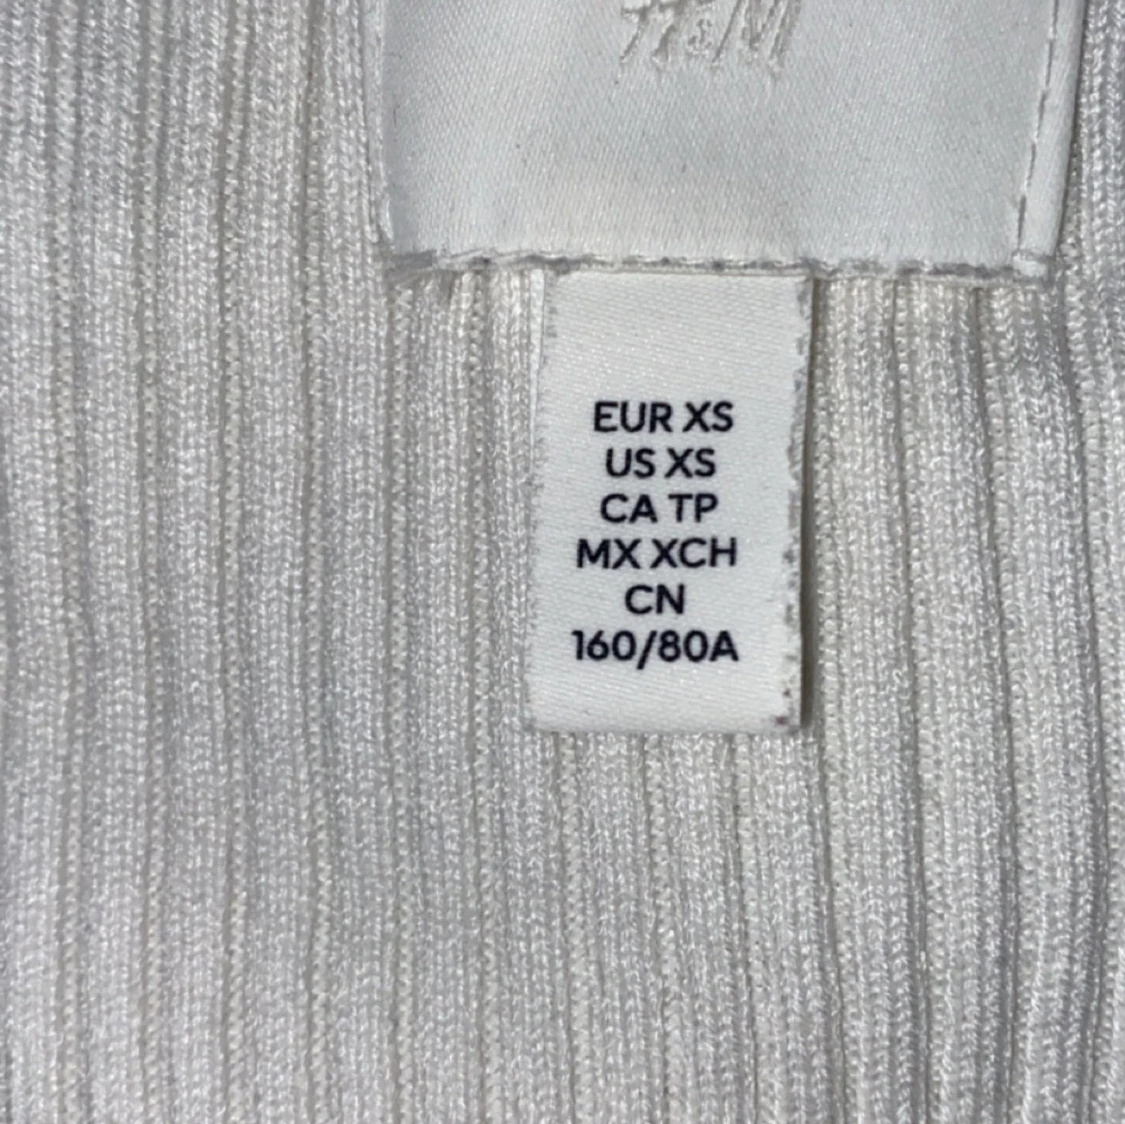 H&M
EUR XS
US XS
CA TP
MX XCH
CN
160/80A